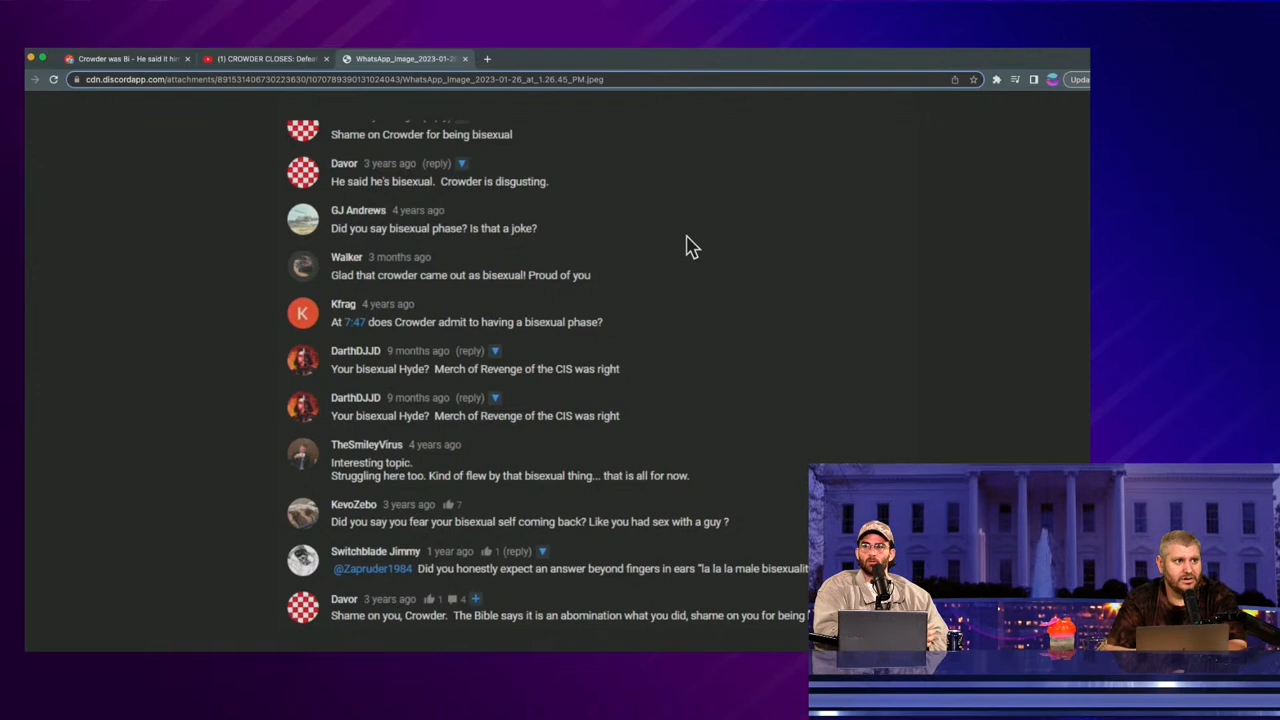 Crowder was Bi - He said it him
(1) CROWDER CLOSES: Defeat
WhatsApp_Image_2023-01-26
cdn.discordapp.com/attachments/891531406730223630/1070789390131024043/WhatsApp_Image_2023-01-26_at_1.26.45_PM.jpeg
Upda
Shame on Crowder for being bisexual
Davor 3 years ago (reply)
He said he's bisexual. Crowder is disgusting.
GJ Andrews 4 years ago
Did you say bisexual phase? Is that a joke?
Walker 3 months ago
Glad that crowder came out as bisexual! Proud of you
K
Kfrag 4 years ago
At 7:47 does Crowder admit to having a bisexual phase?
DarthDJJD 9 months ago (reply)
Your bisexual Hyde? Merch of Revenge of the CIS was right
DarthDJJD 9 months ago (reply)
Your bisexual Hyde? Merch of Revenge of the CIS was right
TheSmileyVirus 4 years ago
Interesting topic.
Struggling here too. Kind of flew by that bisexual thing... that is all for now.
KevoZebo 3 years ago 7
Did you say you fear your bisexual self coming back? Like you had sex with a guy ?
Switchblade Jimmy 1 year ago 1 (reply)
@Zapruder1984 Did you honestly expect an answer beyond fingers in ears "la la la male bisexualit
Davor 3 years ago 1 4 +
Shame on you, Crowder. The Bible says it is an abomination what you did, shame on you for being